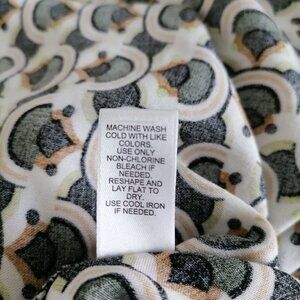 MACHINE WASH
COLD WITH LIKE
COLORS.
USE ONLY
NON-CHLORINE
BLEACH IF
NEEDED.
RESHAPE AND
LAY FLAT TO
DRY.
USE COOL IRON
IF NEEDED.